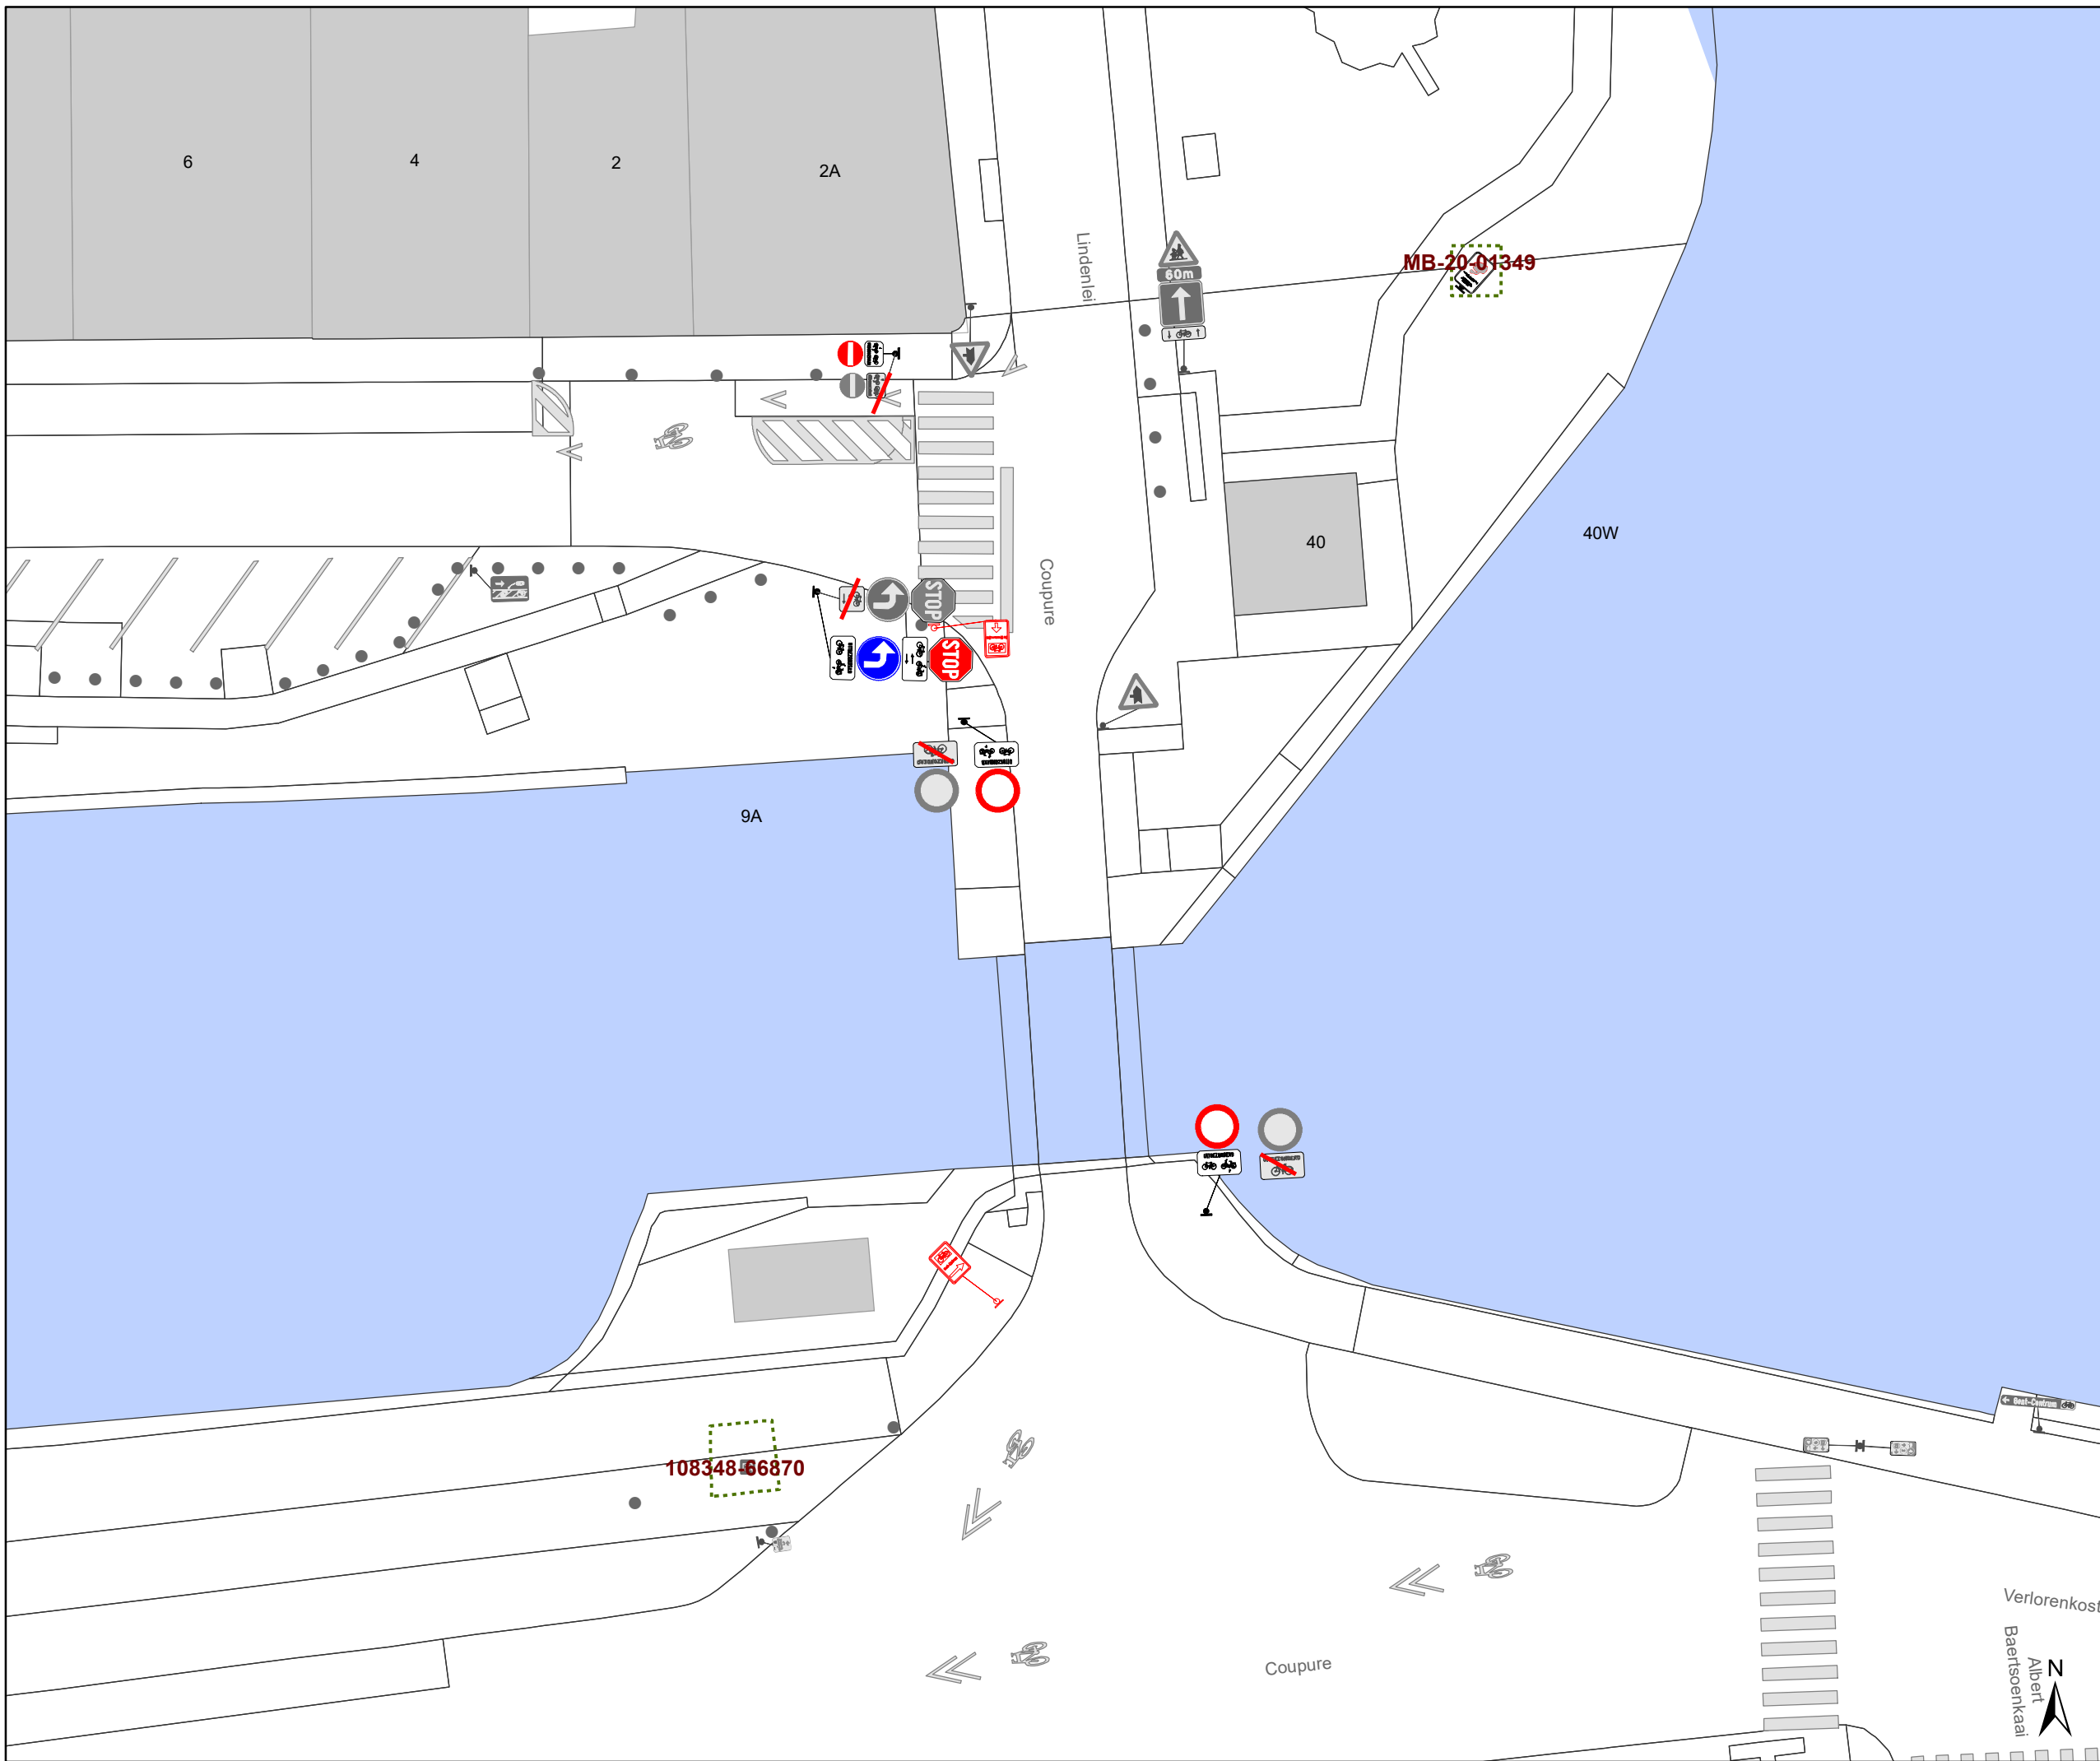 6
4
2
2A
Lindenlei
60m
MB-20-01349
40
40W
Coupure
STOP
STOP
9A
108348-66870
Coupure
Verlorenkost
Albert
Baertsoenkaai
N